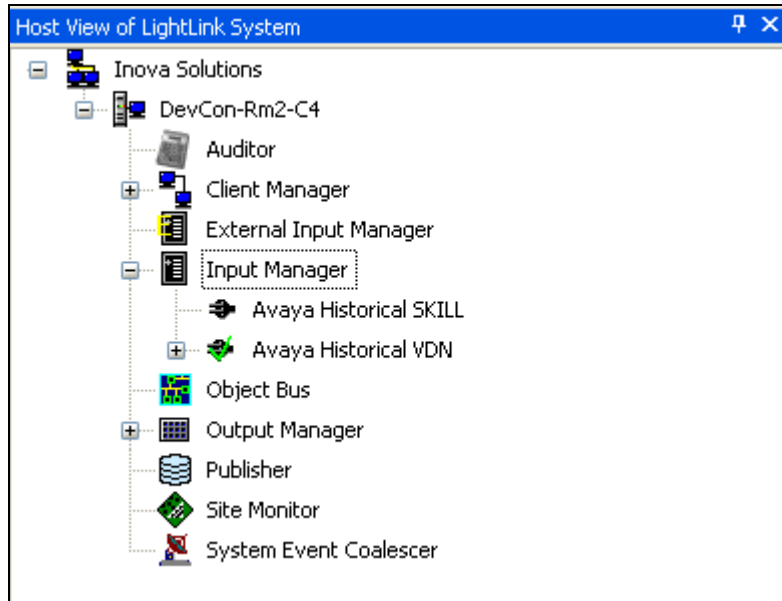 Host View of LightLink System
Inova Solutions
DevCon-Rm2-C4
Auditor
Client Manager
External Input Manager
Input Manager
Avaya Historical SKILL
Avaya Historical VDN
Object Bus
Output Manager
Publisher
Site Monitor
System Event Coalescer